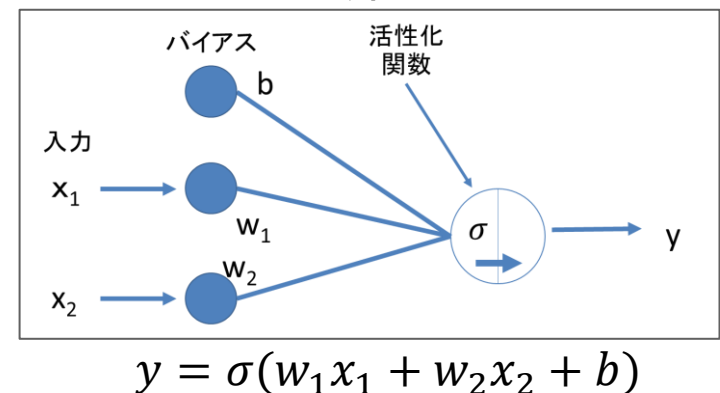 バイアス
b
活性化
関数
入力
x₁
w₁
σ
y
w₂
x₂
y = σ(w₁x₁ + w₂x₂ + b)